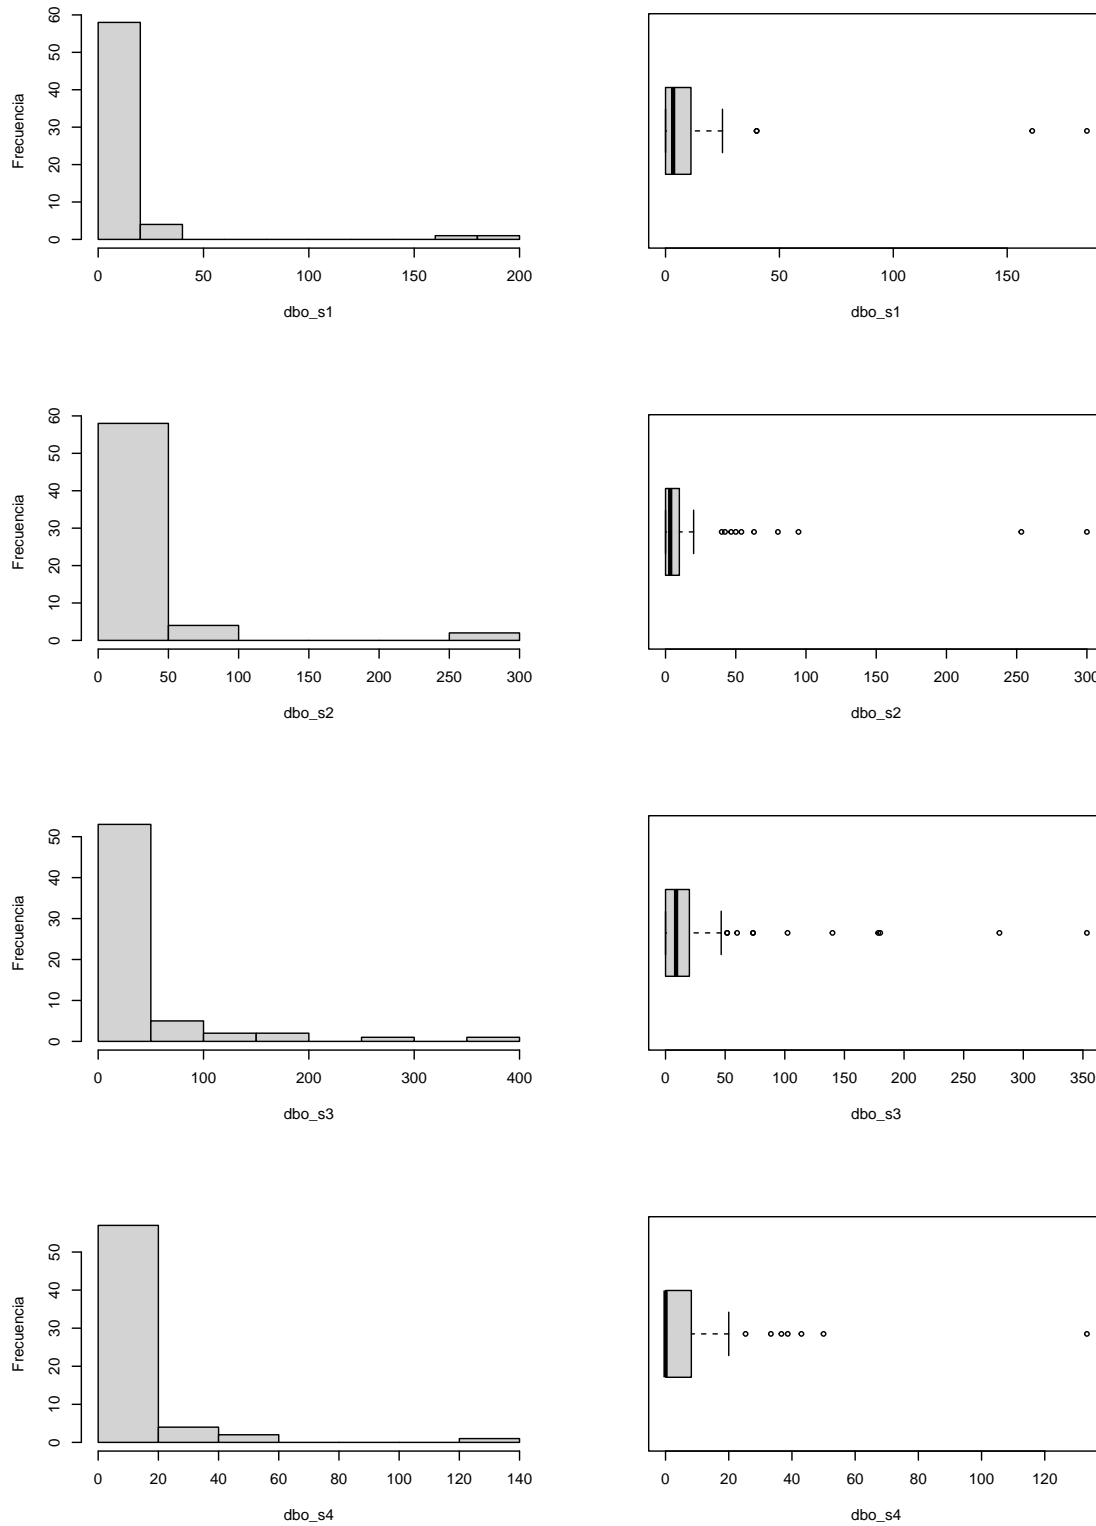 Frecuencia
0 10 20 30 40 50 60
0 50 100 150 200
dbo_s1
0 50 100 150
dbo_s1
Frecuencia
0 10 20 30 40 50 60
0 50 100 150 200 250 300
dbo_s2
0 50 100 150 200 250 300
dbo_s2
Frecuencia
0 10 20 30 40 50
0 100 200 300 400
dbo_s3
0 50 100 150 200 250 300 350
dbo_s3
Frecuencia
0 10 20 30 40 50
0 20 40 60 80 100 120 140
dbo_s4
0 20 40 60 80 100 120
dbo_s4